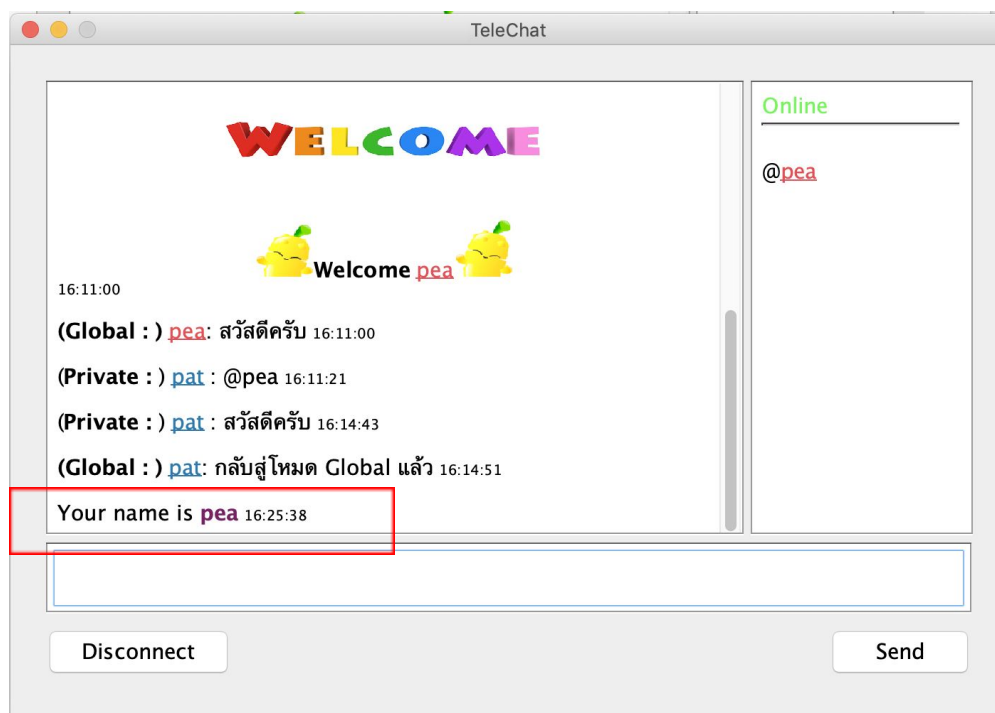 TeleChat
WELCOME
Welcome pea
16:11:00
(Global : ) pea: สวัสดีครับ 16:11:00
(Private : ) pat : @pea 16:11:21
(Private : ) pat : สวัสดีครับ 16:14:43
(Global : ) pat: กลับสู่โหมด Global แล้ว 16:14:51
Your name is pea 16:25:38
Online
@pea
Disconnect
Send